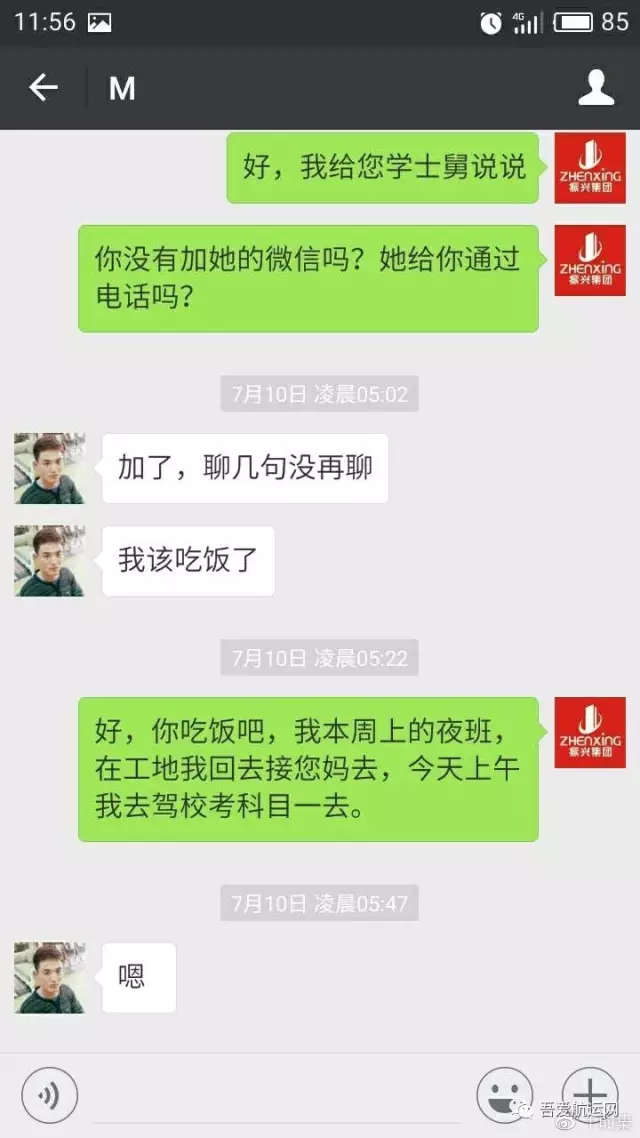 11:56
4G
85
M
好，我给您学士舅说说
ZHENXING
振兴集团
你没有加她的微信吗？她给你通过
电话吗？
ZHENXING
振兴集团
7月10日 凌晨05:02
加了，聊几句没再聊
我该吃饭了
7月10日 凌晨05:22
好，你吃饭吧，我本周上的夜班，
在工地我回去接您妈去，今天上午
我去驾校考科目一去。
ZHENXING
振兴集团
7月10日 凌晨05:47
嗯
吾爱航运网